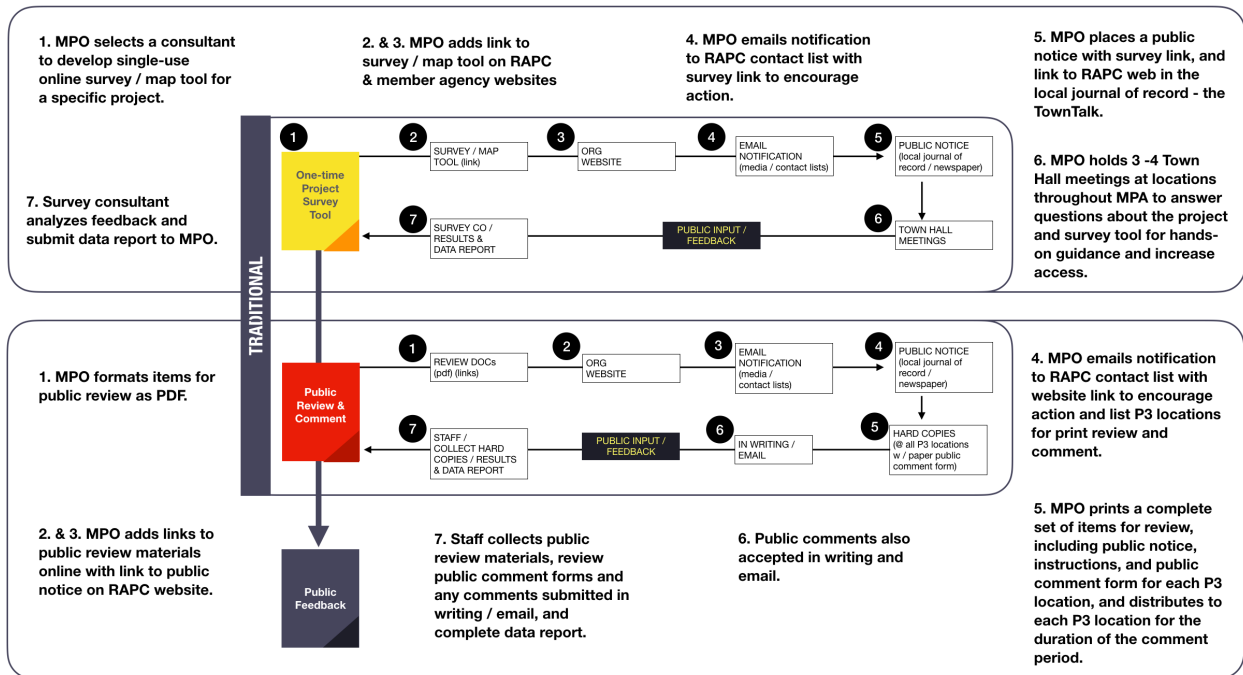 1. MPO selects a consultant
to develop single-use
online survey / map tool for
a specific project.
2. & 3. MPO adds link to
survey / map tool on RAPC
& member agency websites
4. MPO emails notification
to RAPC contact list with
survey link to encourage
action.
5. MPO places a public
notice with survey link, and
link to RAPC web in the
local journal of record - the
TownTalk.
TRADITIONAL
1
One-time
Project
Survey
Tool
2
SURVEY / MAP
TOOL (link)
3
ORG
WEBSITE
4
EMAIL
NOTIFICATION
(media / contact lists)
5
PUBLIC NOTICE
(local journal of
record / newspaper)
6
TOWN HALL
MEETINGS
PUBLIC INPUT /
FEEDBACK
7
SURVEY CO /
RESULTS &
DATA REPORT
7. Survey consultant
analyzes feedback and
submit data report to MPO.
6. MPO holds 3 -4 Town
Hall meetings at locations
throughout MPA to answer
questions about the project
and survey tool for hands-
on guidance and increase
access.
1. MPO formats items for
public review as PDF.
Public
Review &
Comment
1
REVIEW DOCs
(pdf) (links)
2
ORG
WEBSITE
3
EMAIL
NOTIFICATION
(media /
contact lists)
4
PUBLIC NOTICE
(local journal of
record /
newspaper)
5
HARD COPIES
(@ all P3 locations
w / paper public
comment form)
6
IN WRITING /
EMAIL
PUBLIC INPUT /
FEEDBACK
7
STAFF /
COLLECT HARD
COPIES / RESULTS
& DATA REPORT
4. MPO emails notification
to RAPC contact list with
website link to encourage
action and list P3 locations
for print review and
comment.
2. & 3. MPO adds links to
public review materials
online with link to public
notice on RAPC website.
Public
Feedback
7. Staff collects public
review materials, review
public comment forms and
any comments submitted in
writing / email, and
complete data report.
6. Public comments also
accepted in writing and
email.
5. MPO prints a complete
set of items for review,
including public notice,
instructions, and public
comment form for each P3
location, and distributes to
each P3 location for the
duration of the comment
period.